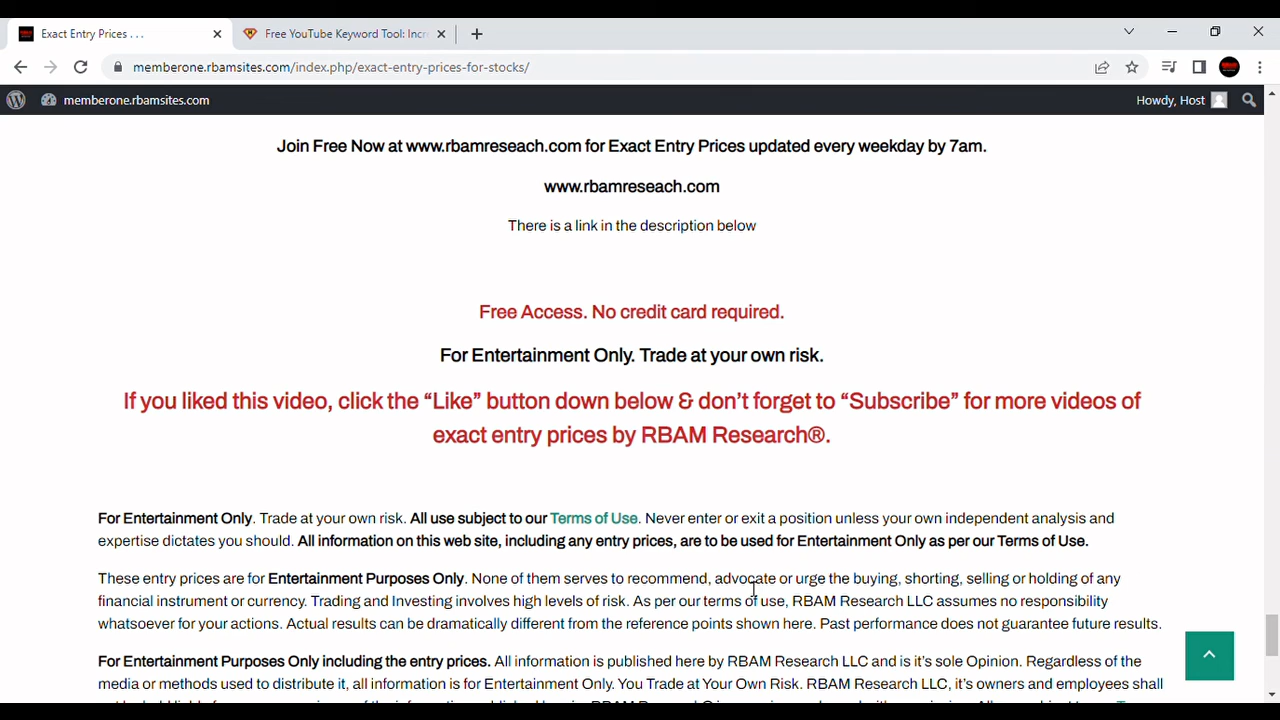 Exact Entry Prices . . .
Free YouTube Keyword Tool: Incr
memberone.rbamsites.com/index.php/exact-entry-prices-for-stocks/
memberone.rbamsites.com
Howdy, Host
Join Free Now at www.rbamreseach.com for Exact Entry Prices updated every weekday by 7am.
www.rbamreseach.com
There is a link in the description below
Free Access. No credit card required.
For Entertainment Only. Trade at your own risk.
If you liked this video, click the “Like” button down below & don’t forget to “Subscribe” for more videos of
exact entry prices by RBAM Research®.
For Entertainment Only. Trade at your own risk. All use subject to our Terms of Use. Never enter or exit a position unless your own independent analysis and
expertise dictates you should. All information on this web site, including any entry prices, are to be used for Entertainment Only as per our Terms of Use.
These entry prices are for Entertainment Purposes Only. None of them serves to recommend, advocate or urge the buying, shorting, selling or holding of any
financial instrument or currency. Trading and Investing involves high levels of risk. As per our terms of use, RBAM Research LLC assumes no responsibility
whatsoever for your actions. Actual results can be dramatically different from the reference points shown here. Past performance does not guarantee future results.
For Entertainment Purposes Only including the entry prices. All information is published here by RBAM Research LLC and is it’s sole Opinion. Regardless of the
media or methods used to distribute it, all information is for Entertainment Only. You Trade at Your Own Risk. RBAM Research LLC, it’s owners and employees shall